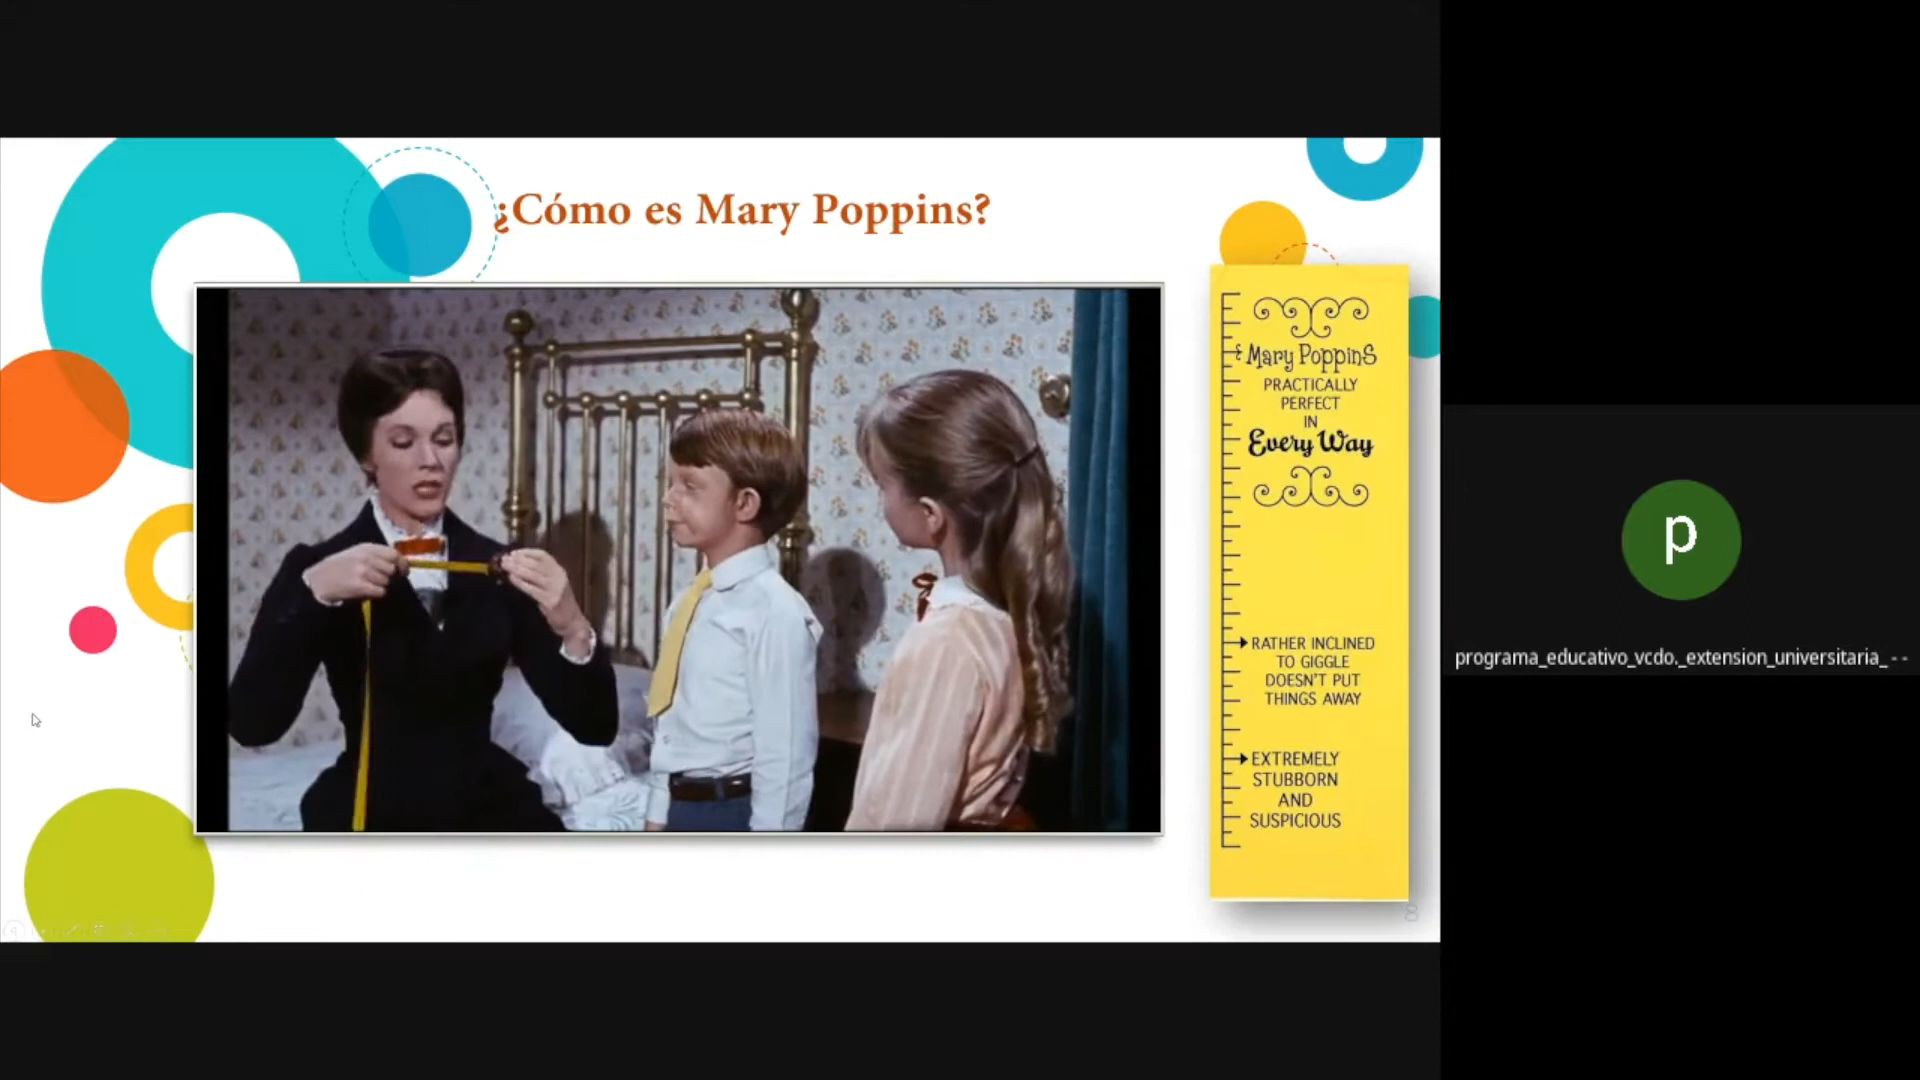 ¿Cómo es Mary Poppins?
Mary Poppins
PRACTICALLY
PERFECT
IN
Every Way
RATHER INCLINED
TO GIGGLE
DOESN'T PUT
THINGS AWAY
EXTREMELY
STUBBORN
AND
SUSPICIOUS
p
programa_educativo_vcdo._extension_universitaria_--